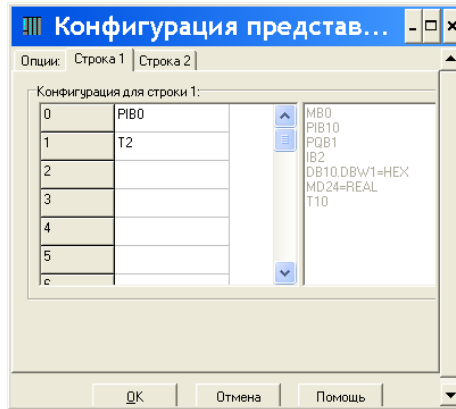 Конфигурация представ...
Опции: Строка 1 Строка 2
Конфигурация для строки 1:
0 PIB0
1 T2
2
3
4
5
6
MB0
PIB10
PQB1
IB2
DB10.DBW1=HEX
MD24=REAL
T10
OK Отмена Помощь